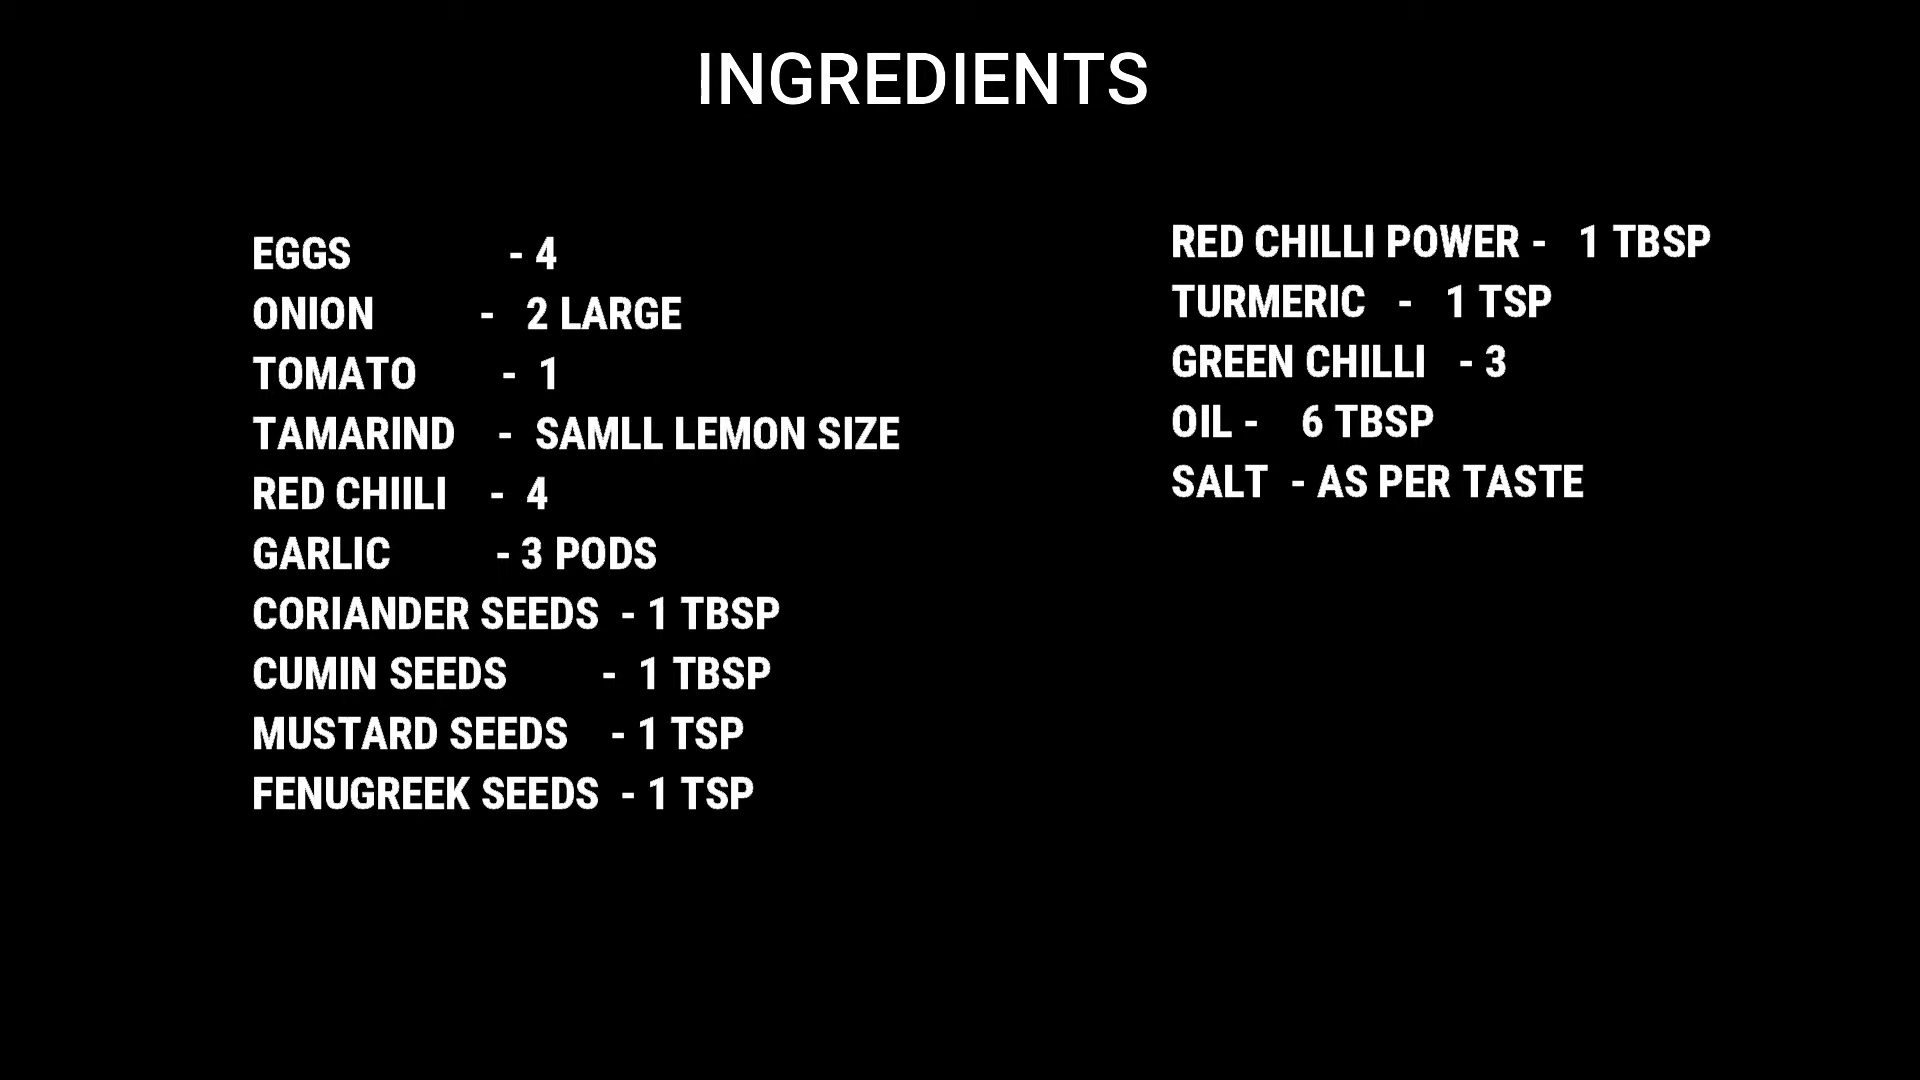 INGREDIENTS
EGGS - 4
ONION - 2 LARGE
TOMATO - 1
TAMARIND - SAMLL LEMON SIZE
RED CHIILI - 4
GARLIC - 3 PODS
CORIANDER SEEDS - 1 TBSP
CUMIN SEEDS - 1 TBSP
MUSTARD SEEDS - 1 TSP
FENUGREEK SEEDS - 1 TSP
RED CHILLI POWER - 1 TBSP
TURMERIC - 1 TSP
GREEN CHILLI - 3
OIL - 6 TBSP
SALT - AS PER TASTE